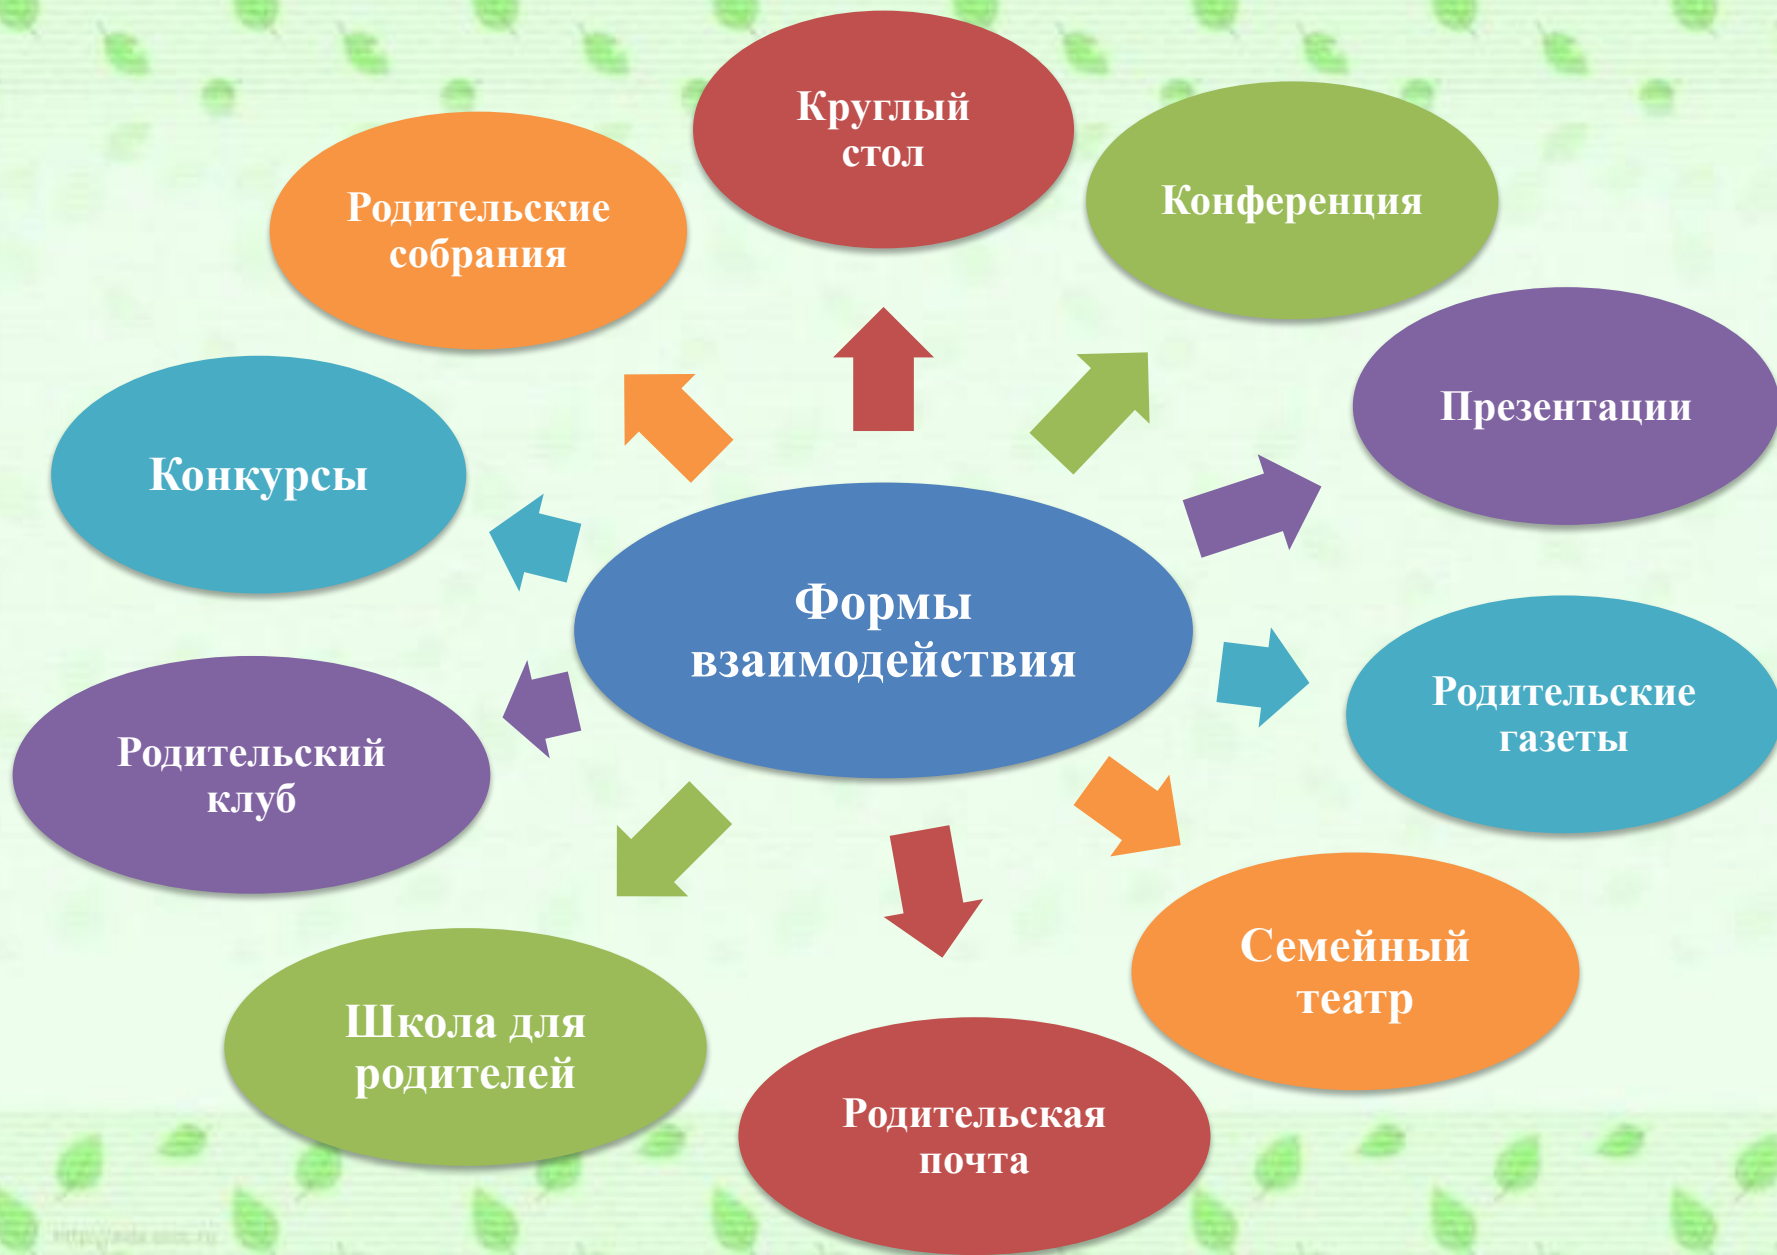 Круглый
стол
Конференция
Презентации
Родительские
газеты
Семейный
театр
Родительская
почта
Школа для
родителей
Родительский
клуб
Конкурсы
Родительские
собрания
Формы
взаимодействия